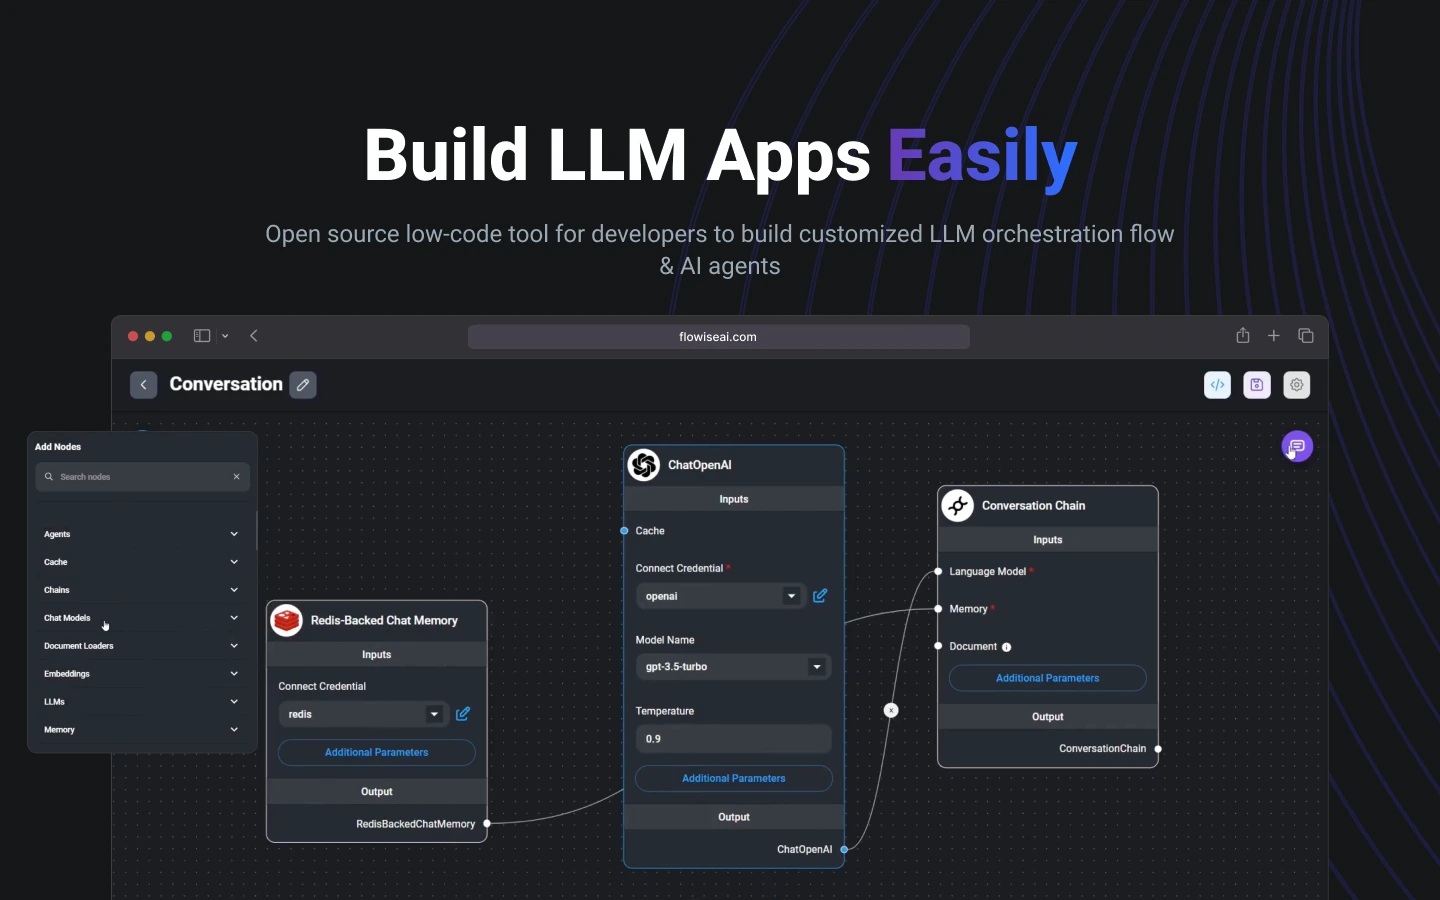 Build LLM Apps Easily
Open source low-code tool for developers to build customized LLM orchestration flow
& AI agents
flowiseai.com
Conversation
Add Nodes
Search nodes
Agents
Cache
Chains
Chat Models
Document Loaders
Embeddings
LLMs
Memory
Redis-Backed Chat Memory
Inputs
Connect Credential
redis
Additional Parameters
Output
RedisBackedChatMemory
ChatOpenAI
Inputs
Cache
Connect Credential *
openai
Model Name
gpt-3.5-turbo
Temperature
0.9
Additional Parameters
Output
ChatOpenAI
Conversation Chain
Inputs
Language Model *
Memory *
Document
Additional Parameters
Output
ConversationChain